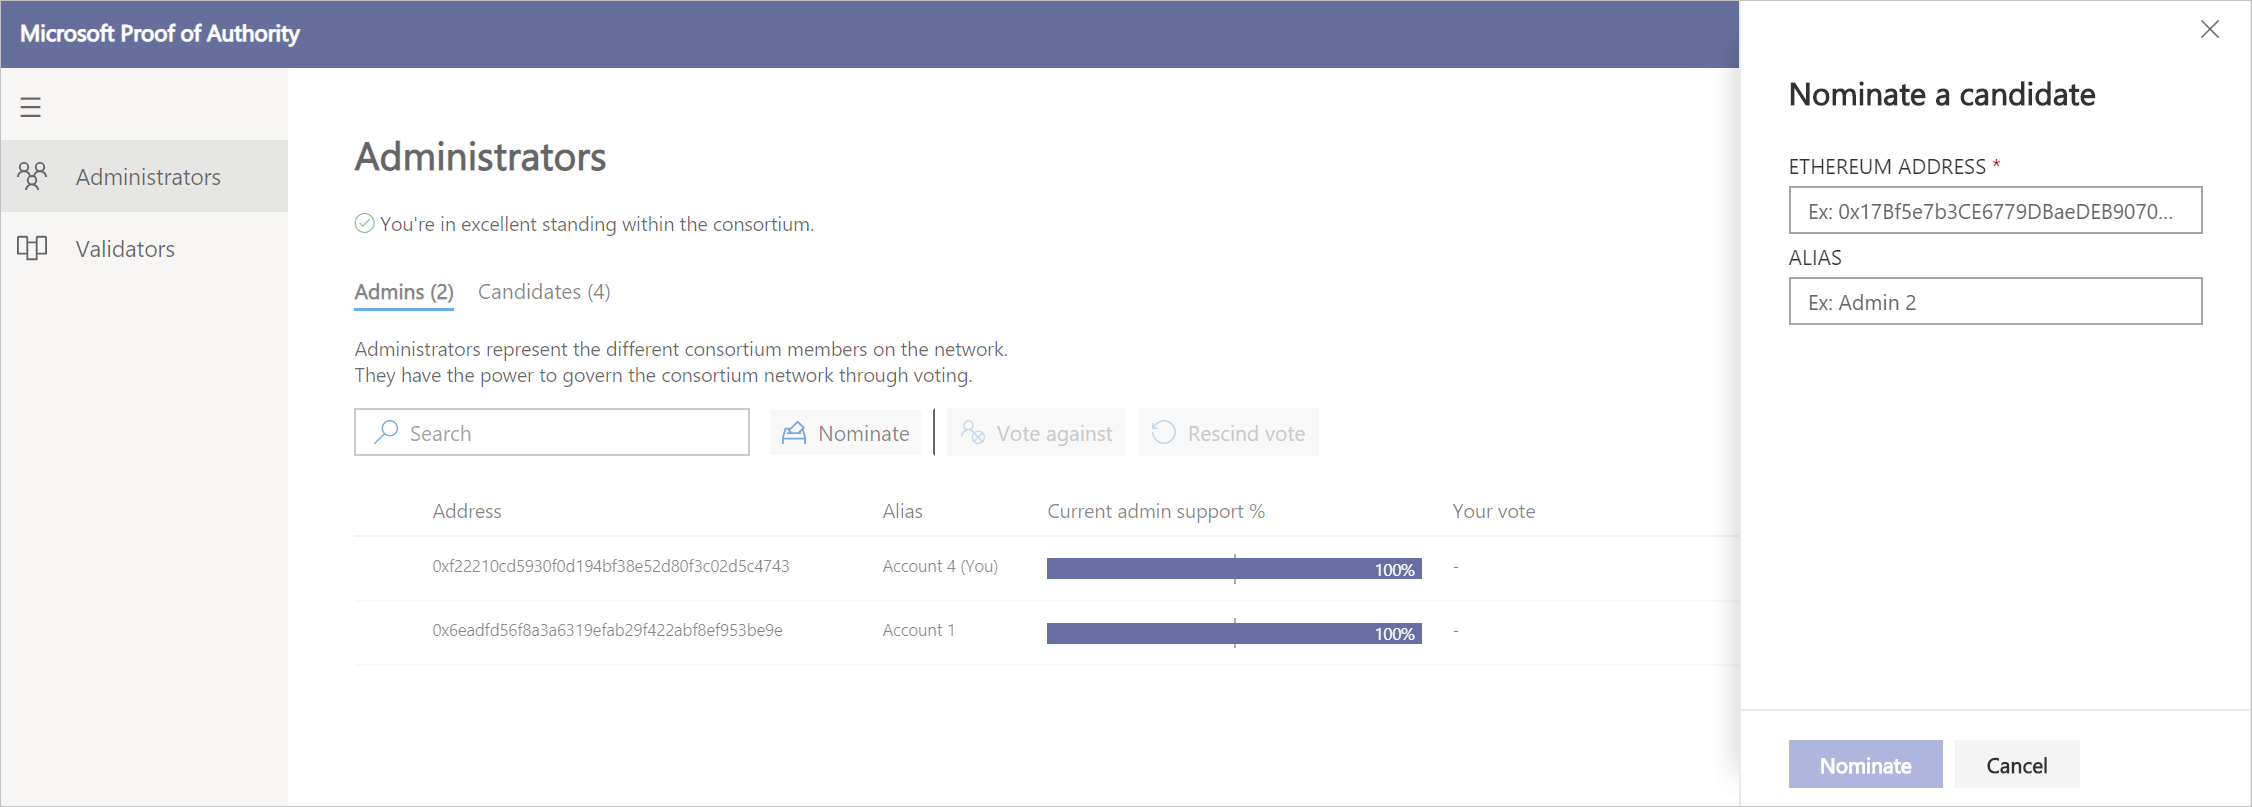 Microsoft Proof of Authority
Administrators
Validators
Administrators
You're in excellent standing within the consortium.
Admins (2) Candidates (4)
Administrators represent the different consortium members on the network.
They have the power to govern the consortium network through voting.
Search Nominate Vote against Rescind vote
Address Alias Current admin support % Your vote
0xf22210cd5930f0d194bf38e52d80f3c02d5c4743 Account 4 (You) 100% -
0x6eadfd56f8a3a6319efab29f422abf8ef953be9e Account 1 100% -
Nominate a candidate
ETHEREUM ADDRESS *
Ex: 0x17Bf5e7b3CE6779DBaeDEB9070...
ALIAS
Ex: Admin 2
Nominate Cancel